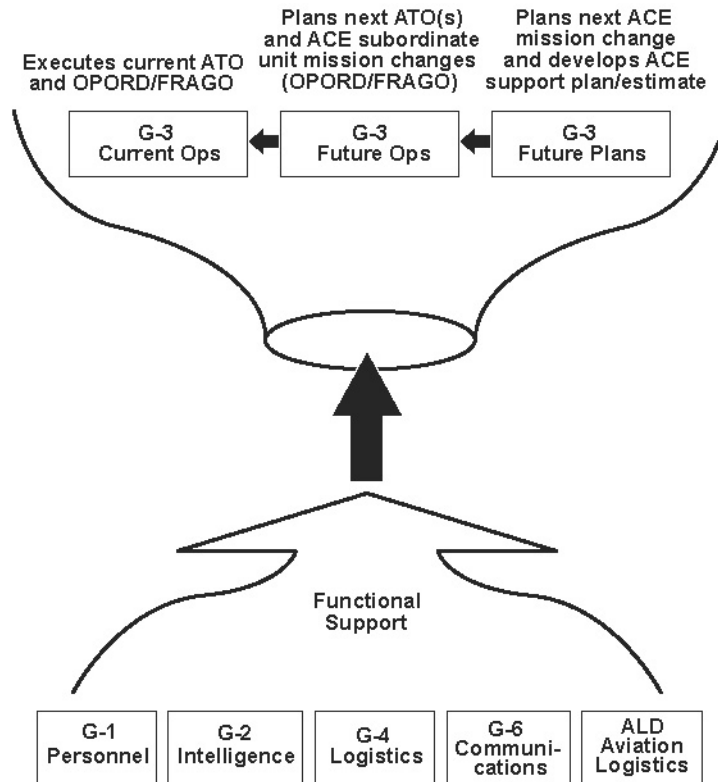 Executes current ATO
and OPORD/FRAGO
Plans next ATO(s)
and ACE subordinate
unit mission changes
(OPORD/FRAGO)
Plans next ACE
mission change
and develops ACE
support plan/estimate
G-3
Current Ops
G-3
Future Ops
G-3
Future Plans
Functional
Support
G-1
Personnel
G-2
Intelligence
G-4
Logistics
G-6
Communi-
cations
ALD
Aviation
Logistics